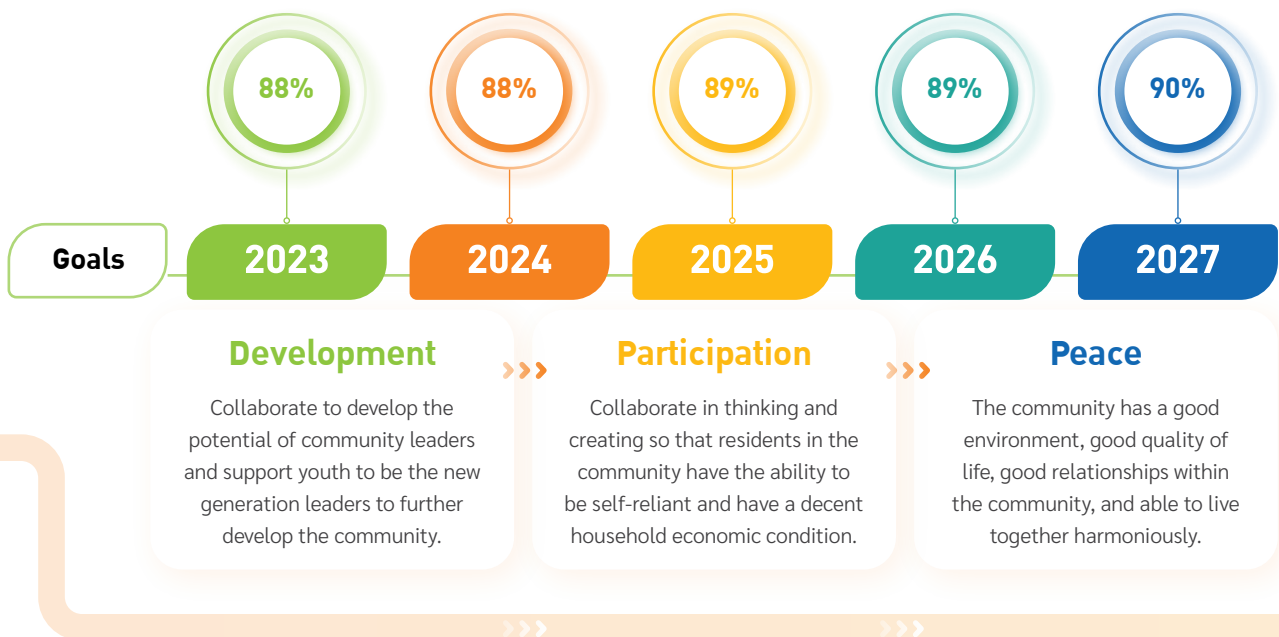 88%
88%
89%
89%
90%
Goals
2023
2024
2025
2026
2027
Development
Collaborate to develop the
potential of community leaders
and support youth to be the new
generation leaders to further
develop the community.
Participation
Collaborate in thinking and
creating so that residents in the
community have the ability to
be self-reliant and have a decent
household economic condition.
Peace
The community has a good
environment, good quality of
life, good relationships within
the community, and able to live
together harmoniously.